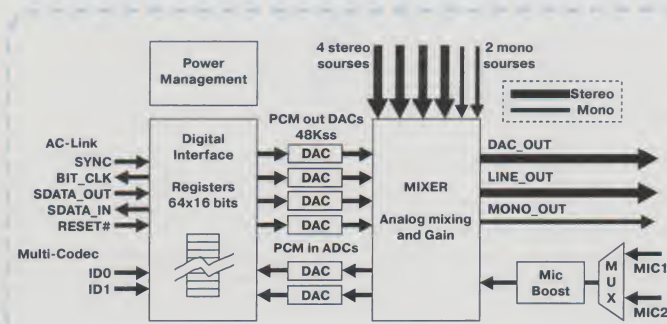 4 stereo
sourses
2 mono
sourses
Power
Management
Stereo
Mono
PCM out DACs
48Kss
AC-Link
SYNC
BIT_CLK
SDATA_OUT
SDATA_IN
RESET#
Multi-Codec
ID0
ID1
Digital
Interface
Registers
64x16 bits
DAC
DAC
DAC
DAC
PCM in ADCs
DAC
DAC
MIXER
Analog mixing
and Gain
DAC_OUT
LINE_OUT
MONO_OUT
Mic
Boost
MUX
MIC1
MIC2